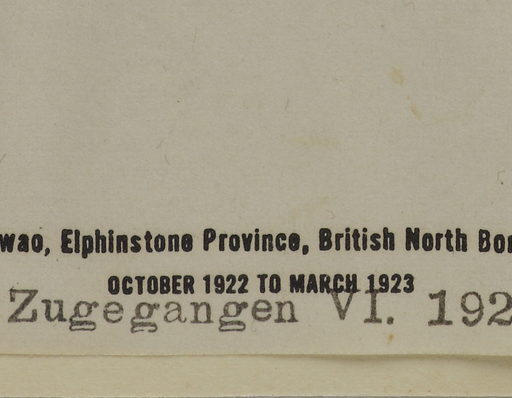 wao, Elphinstone Province, British North Bor
OCTOBER 1922 TO MARCH 1923
Zugegangen VI. 192